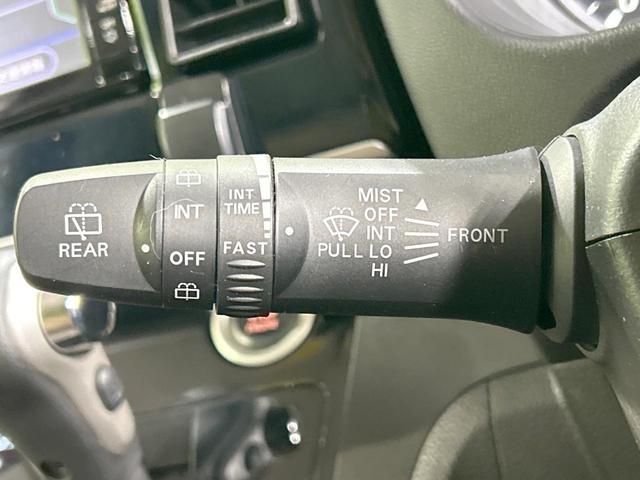 REAR
INT
OFF
INT
TIME
FAST
MIST
OFF
INT
PULL LO
HI
FRONT